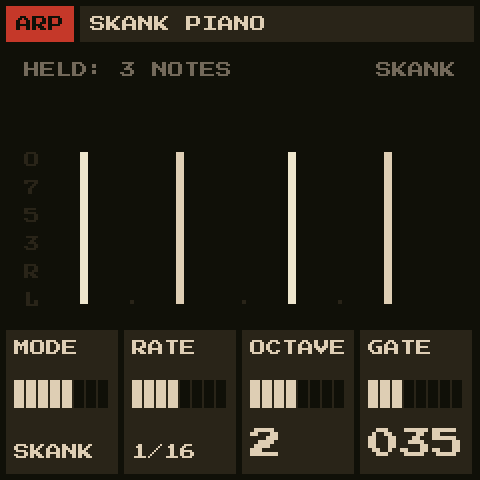 ARP SKANK PIANO
HELD: 3 NOTES SKANK
O
7
5
3
R
L
MODE RATE OCTAVE GATE
SKANK 1/16 2 035